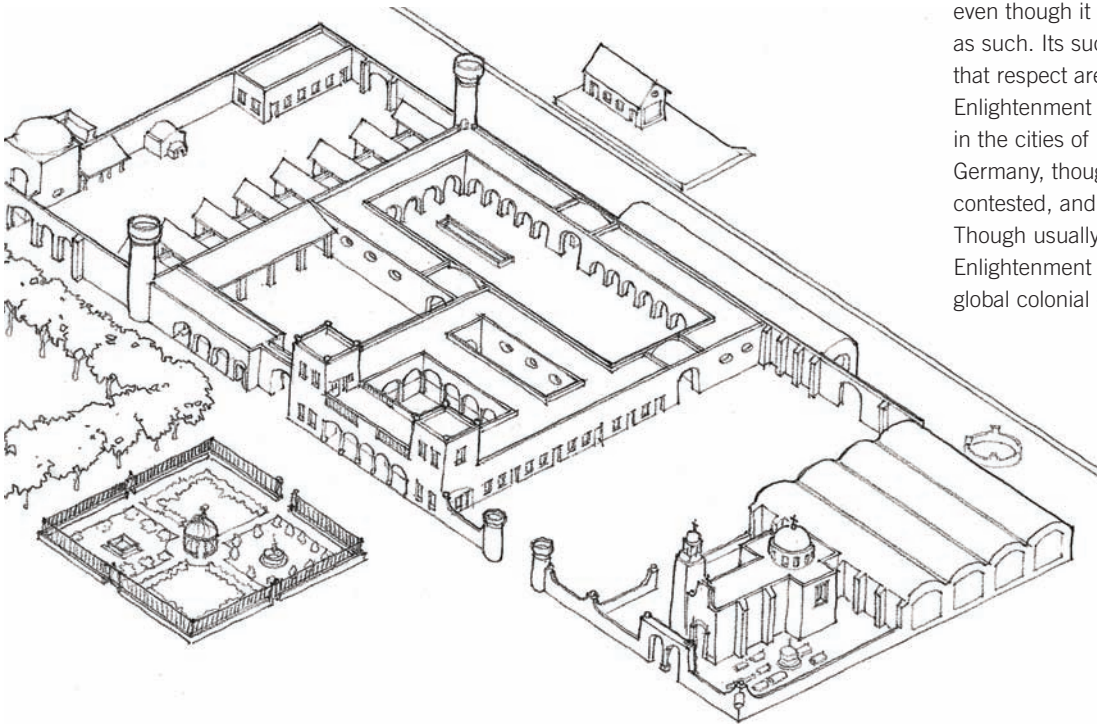 even though it
as such. Its suc
that respect are
Enlightenment
in the cities of
Germany, thoug
contested, and
Though usually
Enlightenment
global colonial